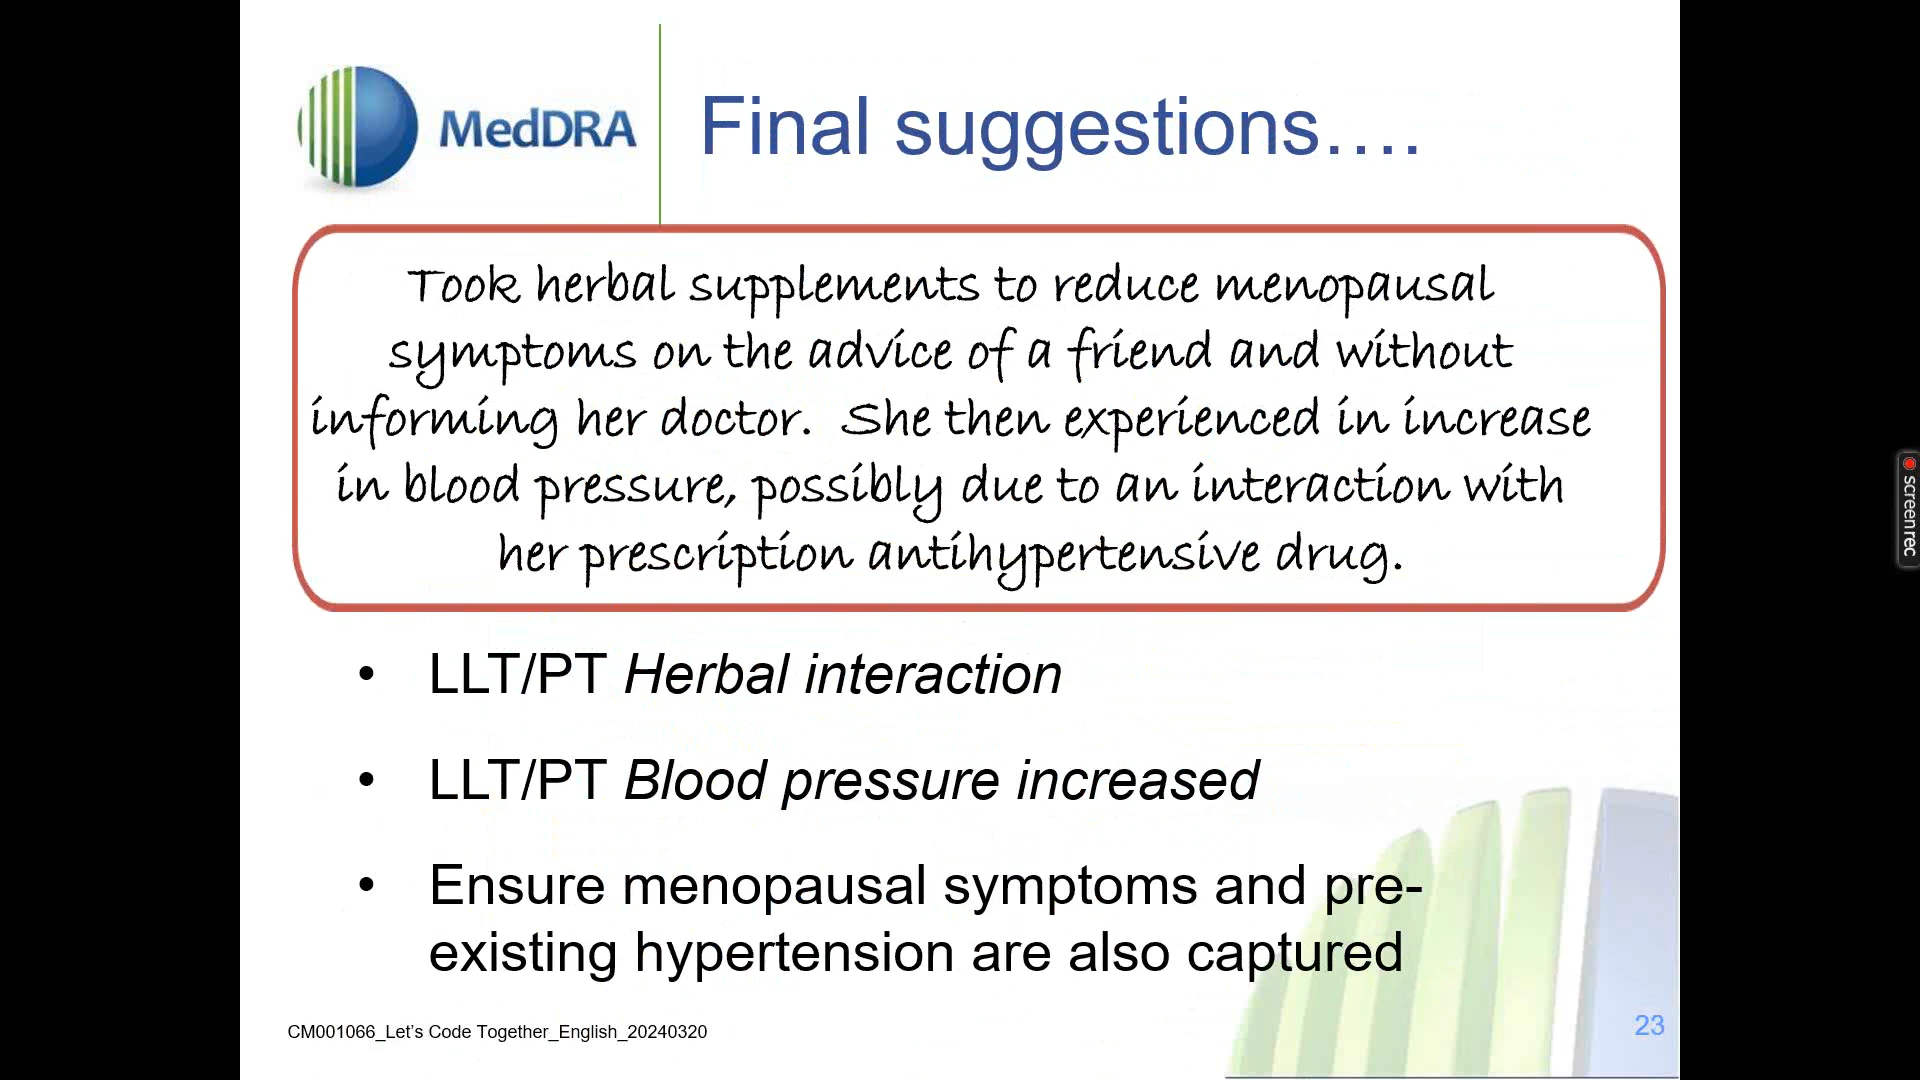 MedDRA
Final suggestions….
Took herbal supplements to reduce menopausal
symptoms on the advice of a friend and without
informing her doctor.  She then experienced in increase
in blood pressure, possibly due to an interaction with
her prescription antihypertensive drug.
• LLT/PT Herbal interaction
• LLT/PT Blood pressure increased
• Ensure menopausal symptoms and pre-
existing hypertension are also captured
CM001066_Let’s Code Together_English_20240320
23
screenrec